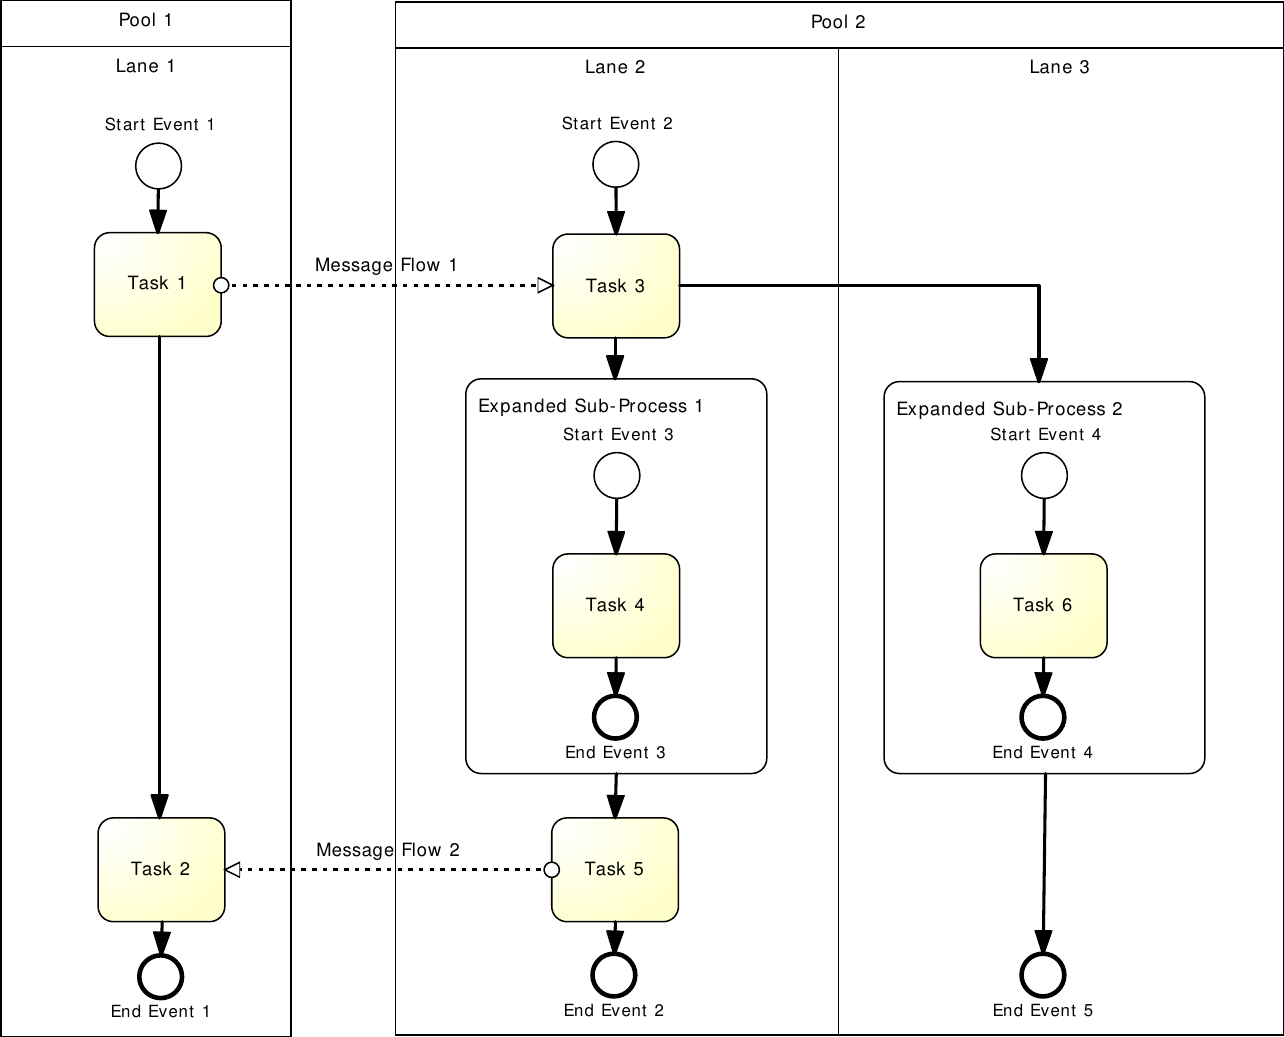 Pool 1
Pool 2
Lane 1
Lane 2
Lane 3
Start Event 1
Start Event 2
Task 1
Message Flow 1
Task 3
Expanded Sub-Process 1
Expanded Sub-Process 2
Start Event 3
Start Event 4
Task 4
Task 6
End Event 3
End Event 4
Message Flow 2
Task 2
Task 5
End Event 1
End Event 2
End Event 5